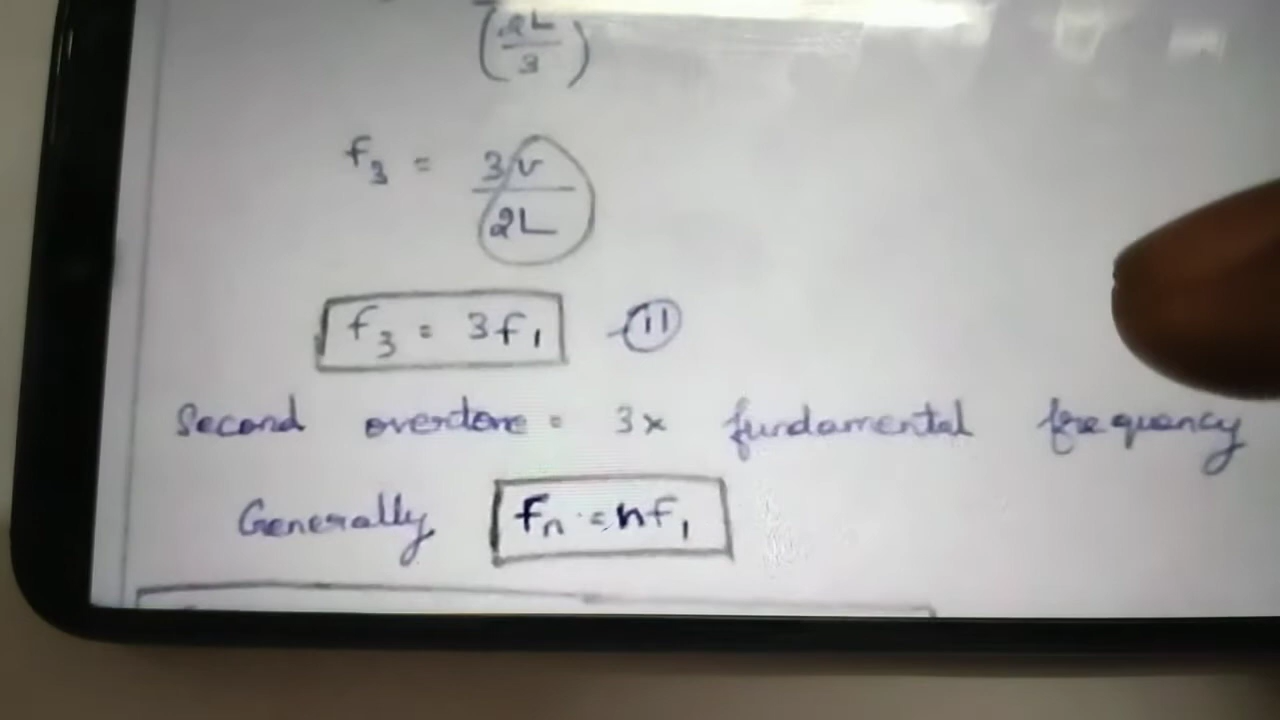 (2L/3)
f₃ = 3v/2L
f₃ = 3f₁ -(11)
Second overtone = 3x fundamental frequency
Generally fₙ = nf₁